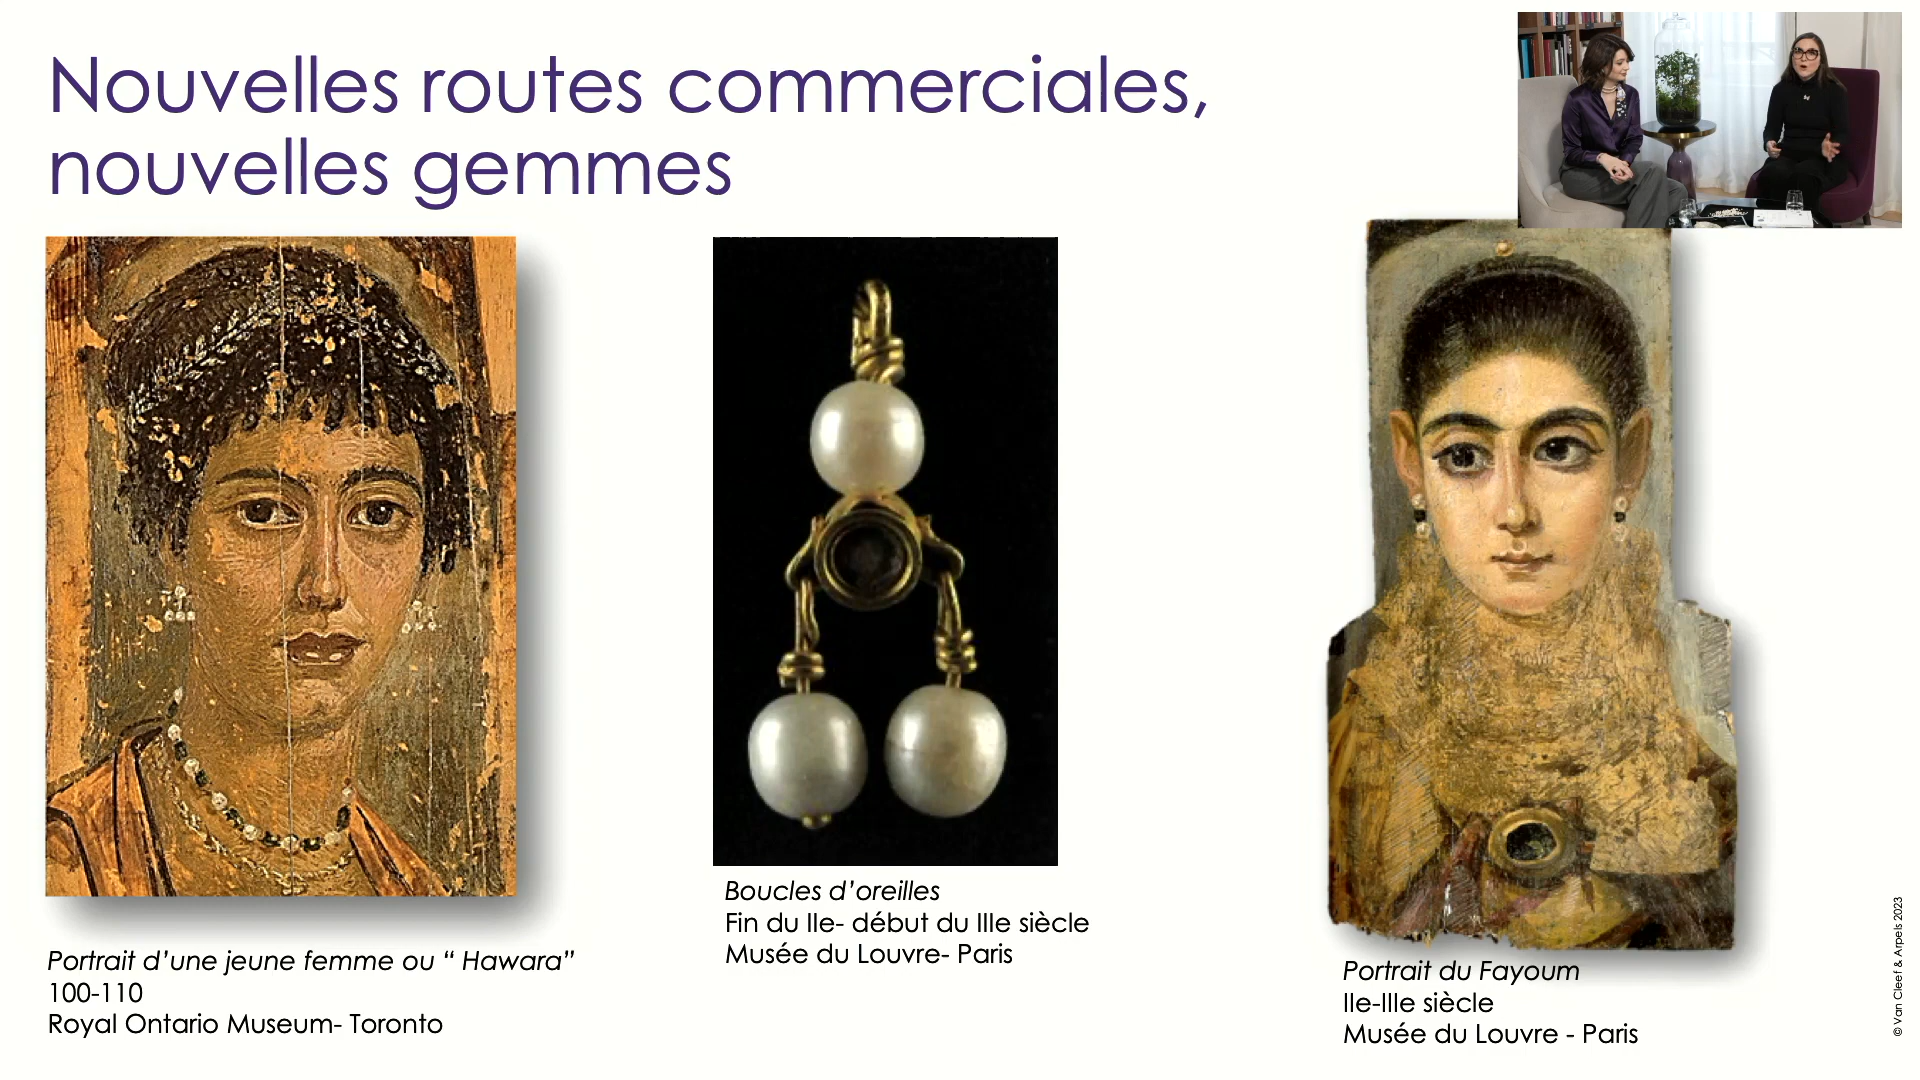 Nouvelles routes commerciales,
nouvelles gemmes
Portrait d’une jeune femme ou “ Hawara”
100-110
Royal Ontario Museum- Toronto
Boucles d’oreilles
Fin du IIe- début du IIIe siècle
Musée du Louvre- Paris
Portrait du Fayoum
IIe-IIIe siècle
Musée du Louvre - Paris
© Van Cleef & Arpels 2023